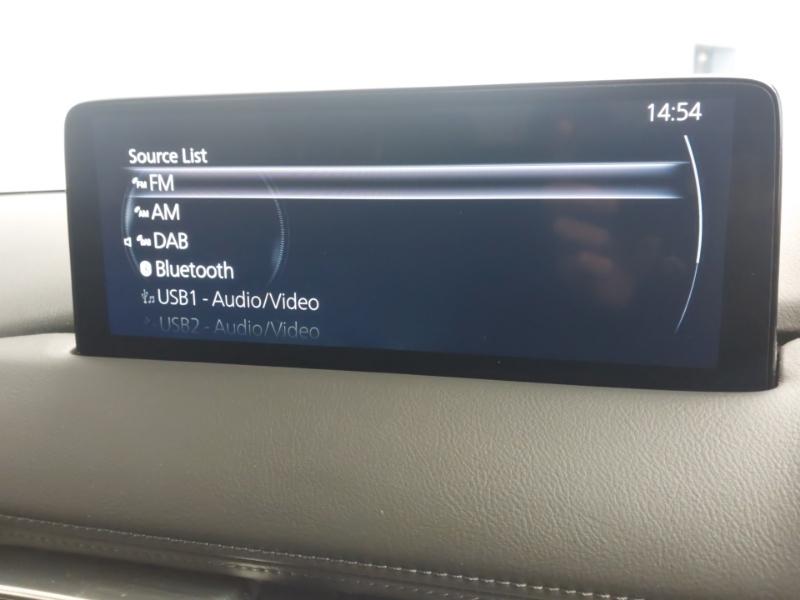 14:54
Source List
FM
AM
DAB
Bluetooth
USB1 - Audio/Video
USB2 - Audio/Video